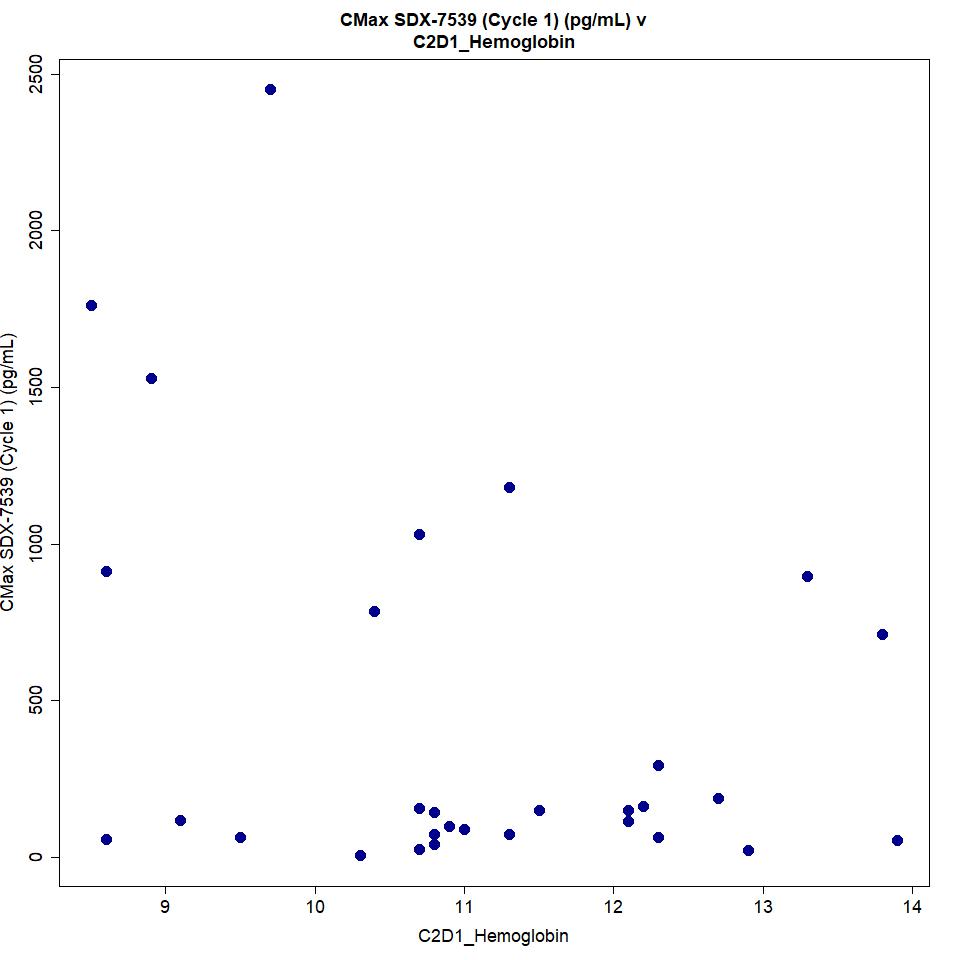 CMax SDX-7539 (Cycle 1) (pg/mL) v
C2D1_Hemoglobin
CMax SDX-7539 (Cycle 1) (pg/mL)
2500
2000
1500
1000
500
0
9 10 11 12 13 14
C2D1_Hemoglobin